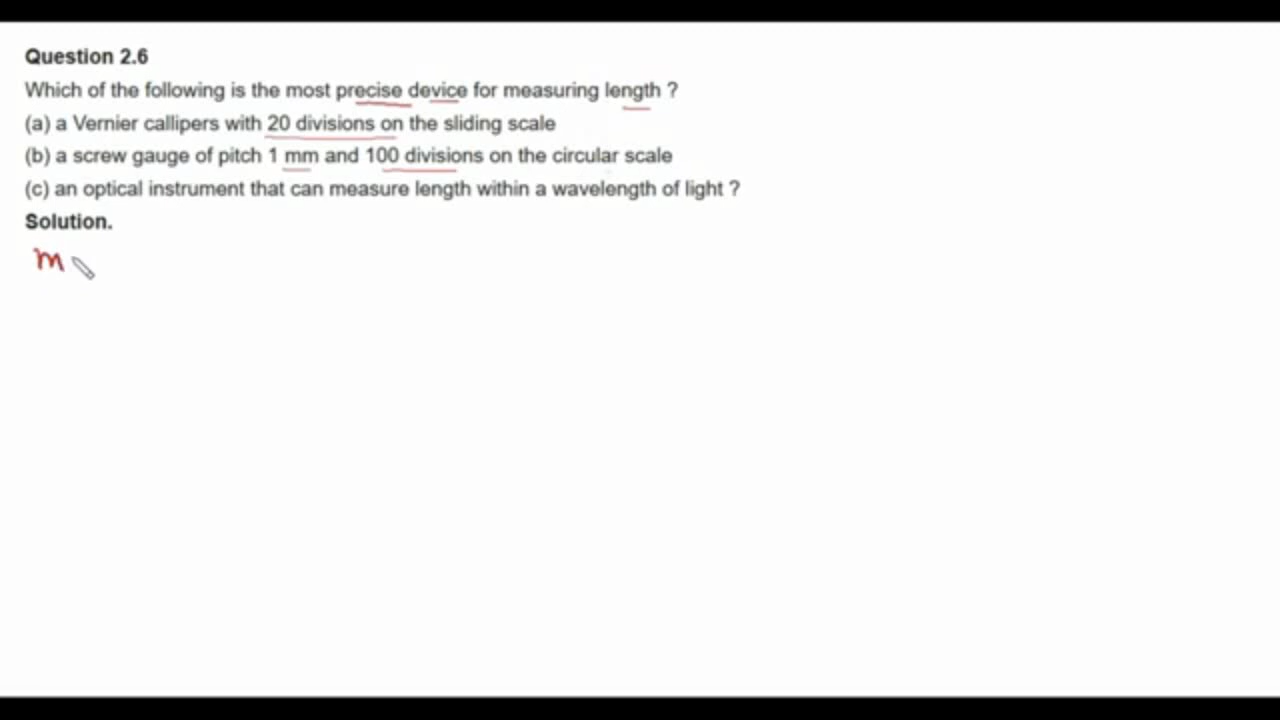 Question 2.6
Which of the following is the most precise device for measuring length ?
(a) a Vernier callipers with 20 divisions on the sliding scale
(b) a screw gauge of pitch 1 mm and 100 divisions on the circular scale
(c) an optical instrument that can measure length within a wavelength of light ?
Solution.
m